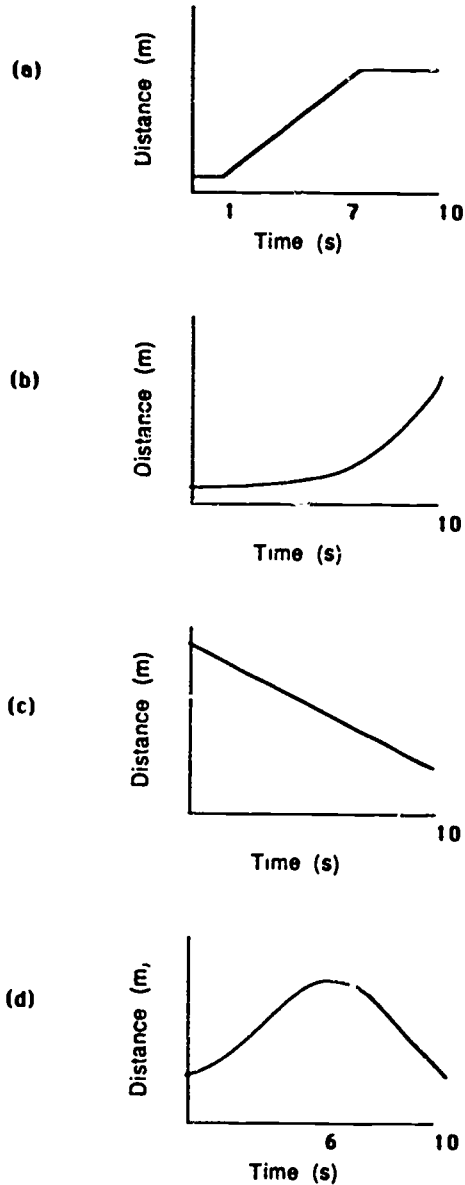 (a)
Distance (m)
1 7 10
Time (s)
(b)
Distance (m)
10
Time (s)
(c)
Distance (m)
10
Time (s)
(d)
Distance (m,
6 10
Time (s)